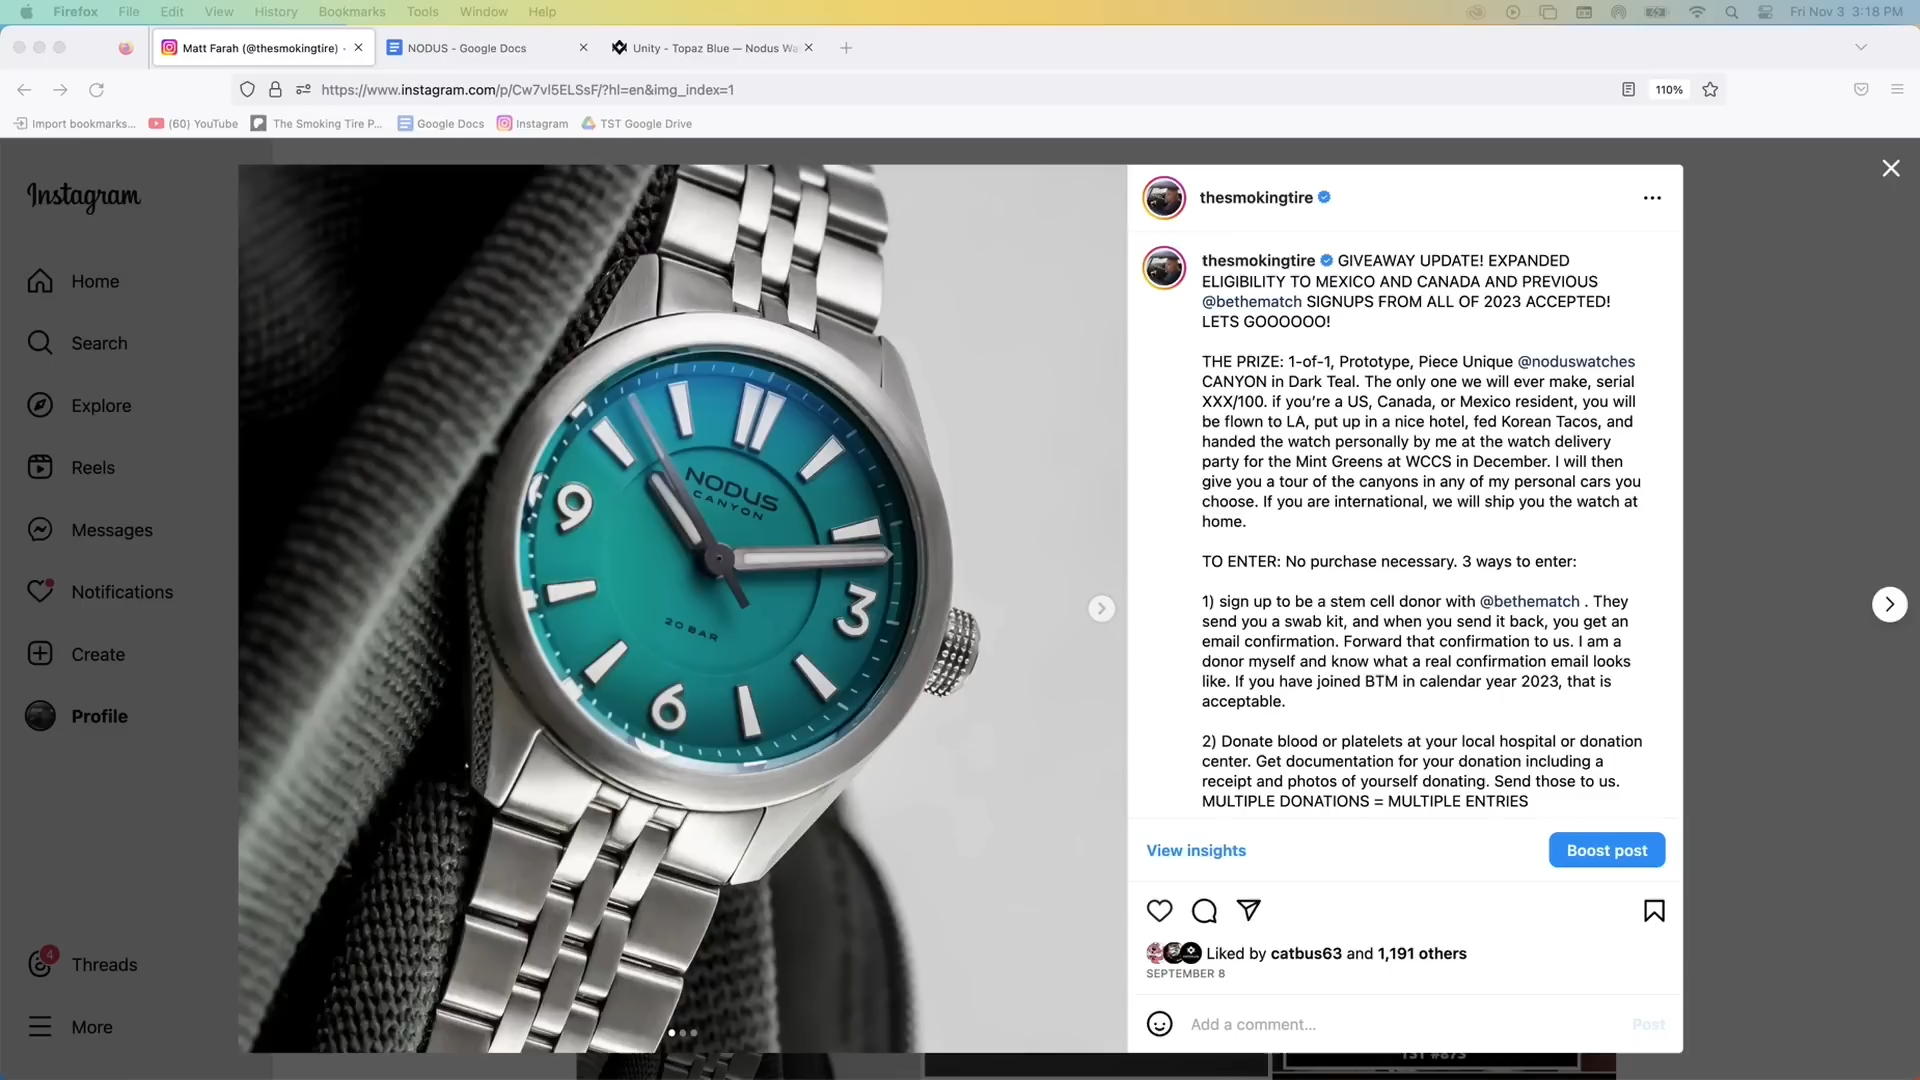 Firefox File Edit View History Bookmarks Tools Window Help
Fri Nov 3 3:18 PM
Matt Farah (@thesmokingtire) ·
NODUS - Google Docs
Unity - Topaz Blue — Nodus Wa
https://www.instagram.com/p/Cw7vl5ELSsF/?hl=en&img_index=1
110%
Import bookmarks...
(60) YouTube
The Smoking Tire P...
Google Docs
Instagram
TST Google Drive
Instagram
Home
Search
Explore
Reels
Messages
Notifications
Create
Profile
4
Threads
More
NODUS
CANYON
9
3
6
20 BAR
thesmokingtire
thesmokingtire GIVEAWAY UPDATE! EXPANDED
ELIGIBILITY TO MEXICO AND CANADA AND PREVIOUS
@bethematch SIGNUPS FROM ALL OF 2023 ACCEPTED!
LETS GOOOOOO!
THE PRIZE: 1-of-1, Prototype, Piece Unique @noduswatches
CANYON in Dark Teal. The only one we will ever make, serial
XXX/100. if you’re a US, Canada, or Mexico resident, you will
be flown to LA, put up in a nice hotel, fed Korean Tacos, and
handed the watch personally by me at the watch delivery
party for the Mint Greens at WCCS in December. I will then
give you a tour of the canyons in any of my personal cars you
choose. If you are international, we will ship you the watch at
home.
TO ENTER: No purchase necessary. 3 ways to enter:
1) sign up to be a stem cell donor with @bethematch . They
send you a swab kit, and when you send it back, you get an
email confirmation. Forward that confirmation to us. I am a
donor myself and know what a real confirmation email looks
like. If you have joined BTM in calendar year 2023, that is
acceptable.
2) Donate blood or platelets at your local hospital or donation
center. Get documentation for your donation including a
receipt and photos of yourself donating. Send those to us.
MULTIPLE DONATIONS = MULTIPLE ENTRIES
View insights
Boost post
Liked by catbus63 and 1,191 others
SEPTEMBER 8
Add a comment...
Post
TST #873